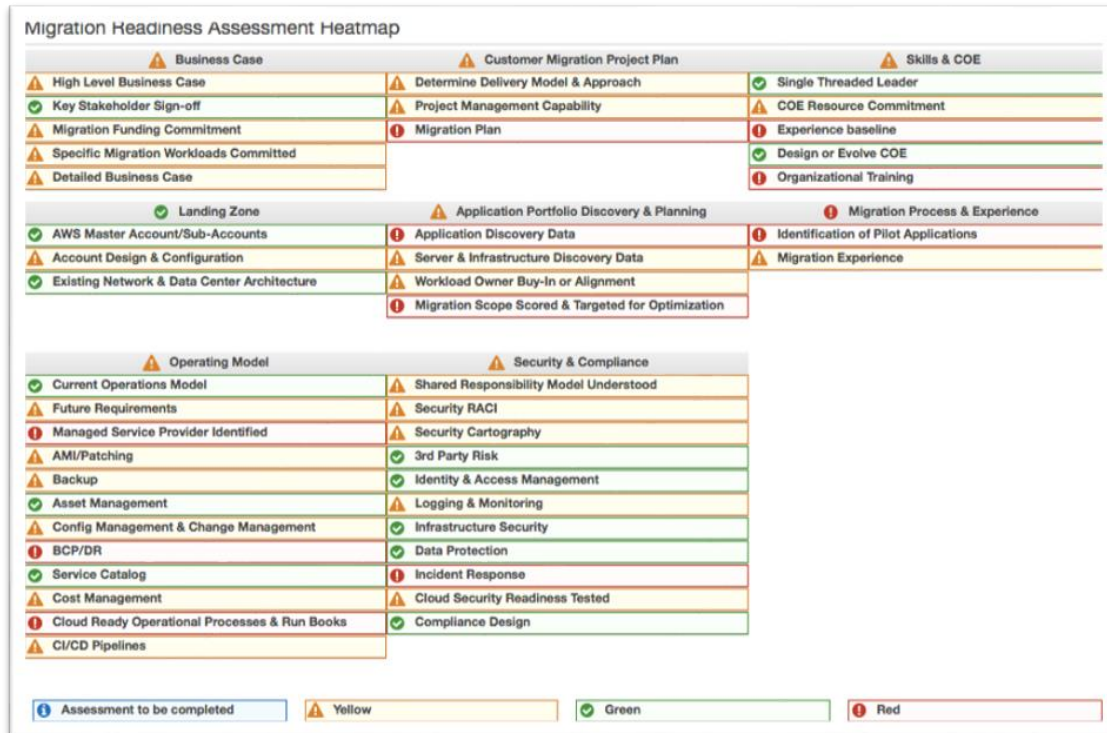 Migration Readiness Assessment Heatmap
Business Case
High Level Business Case
Key Stakeholder Sign-off
Migration Funding Commitment
Specific Migration Workloads Committed
Detailed Business Case
Customer Migration Project Plan
Determine Delivery Model & Approach
Project Management Capability
Migration Plan
Skills & COE
Single Threaded Leader
COE Resource Commitment
Experience baseline
Design or Evolve COE
Organizational Training
Landing Zone
AWS Master Account/Sub-Accounts
Account Design & Configuration
Existing Network & Data Center Architecture
Application Portfolio Discovery & Planning
Application Discovery Data
Server & Infrastructure Discovery Data
Workload Owner Buy-In or Alignment
Migration Scope Scored & Targeted for Optimization
Migration Process & Experience
Identification of Pilot Applications
Migration Experience
Operating Model
Current Operations Model
Future Requirements
Managed Service Provider Identified
AMI/Patching
Backup
Asset Management
Config Management & Change Management
BCP/DR
Service Catalog
Cost Management
Cloud Ready Operational Processes & Run Books
CI/CD Pipelines
Security & Compliance
Shared Responsibility Model Understood
Security RACI
Security Cartography
3rd Party Risk
Identity & Access Management
Logging & Monitoring
Infrastructure Security
Data Protection
Incident Response
Cloud Security Readiness Tested
Compliance Design
Assessment to be completed
Yellow
Green
Red